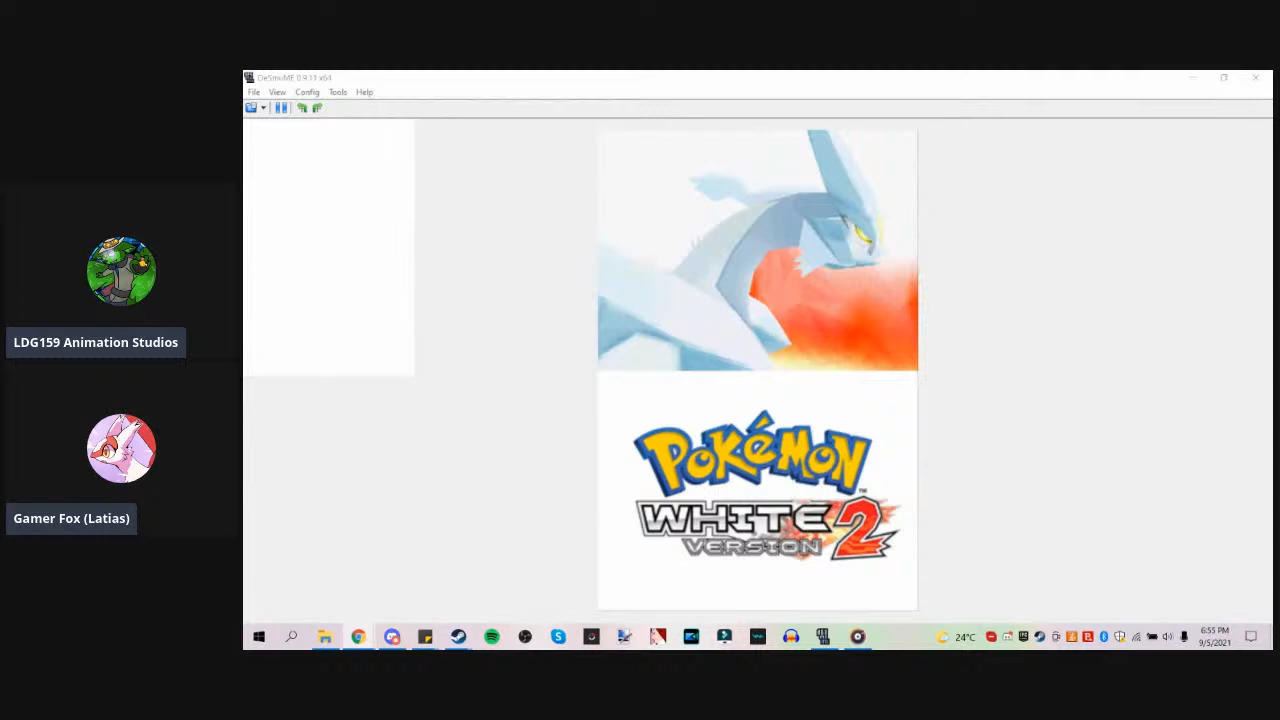 DeSmuME 0.9.11 x64
File View Config Tools Help
LDG159 Animation Studios
Gamer Fox (Latias)
POKéMON
™
WHITE 2
VERSION
24°C
6:55 PM
9/5/2021